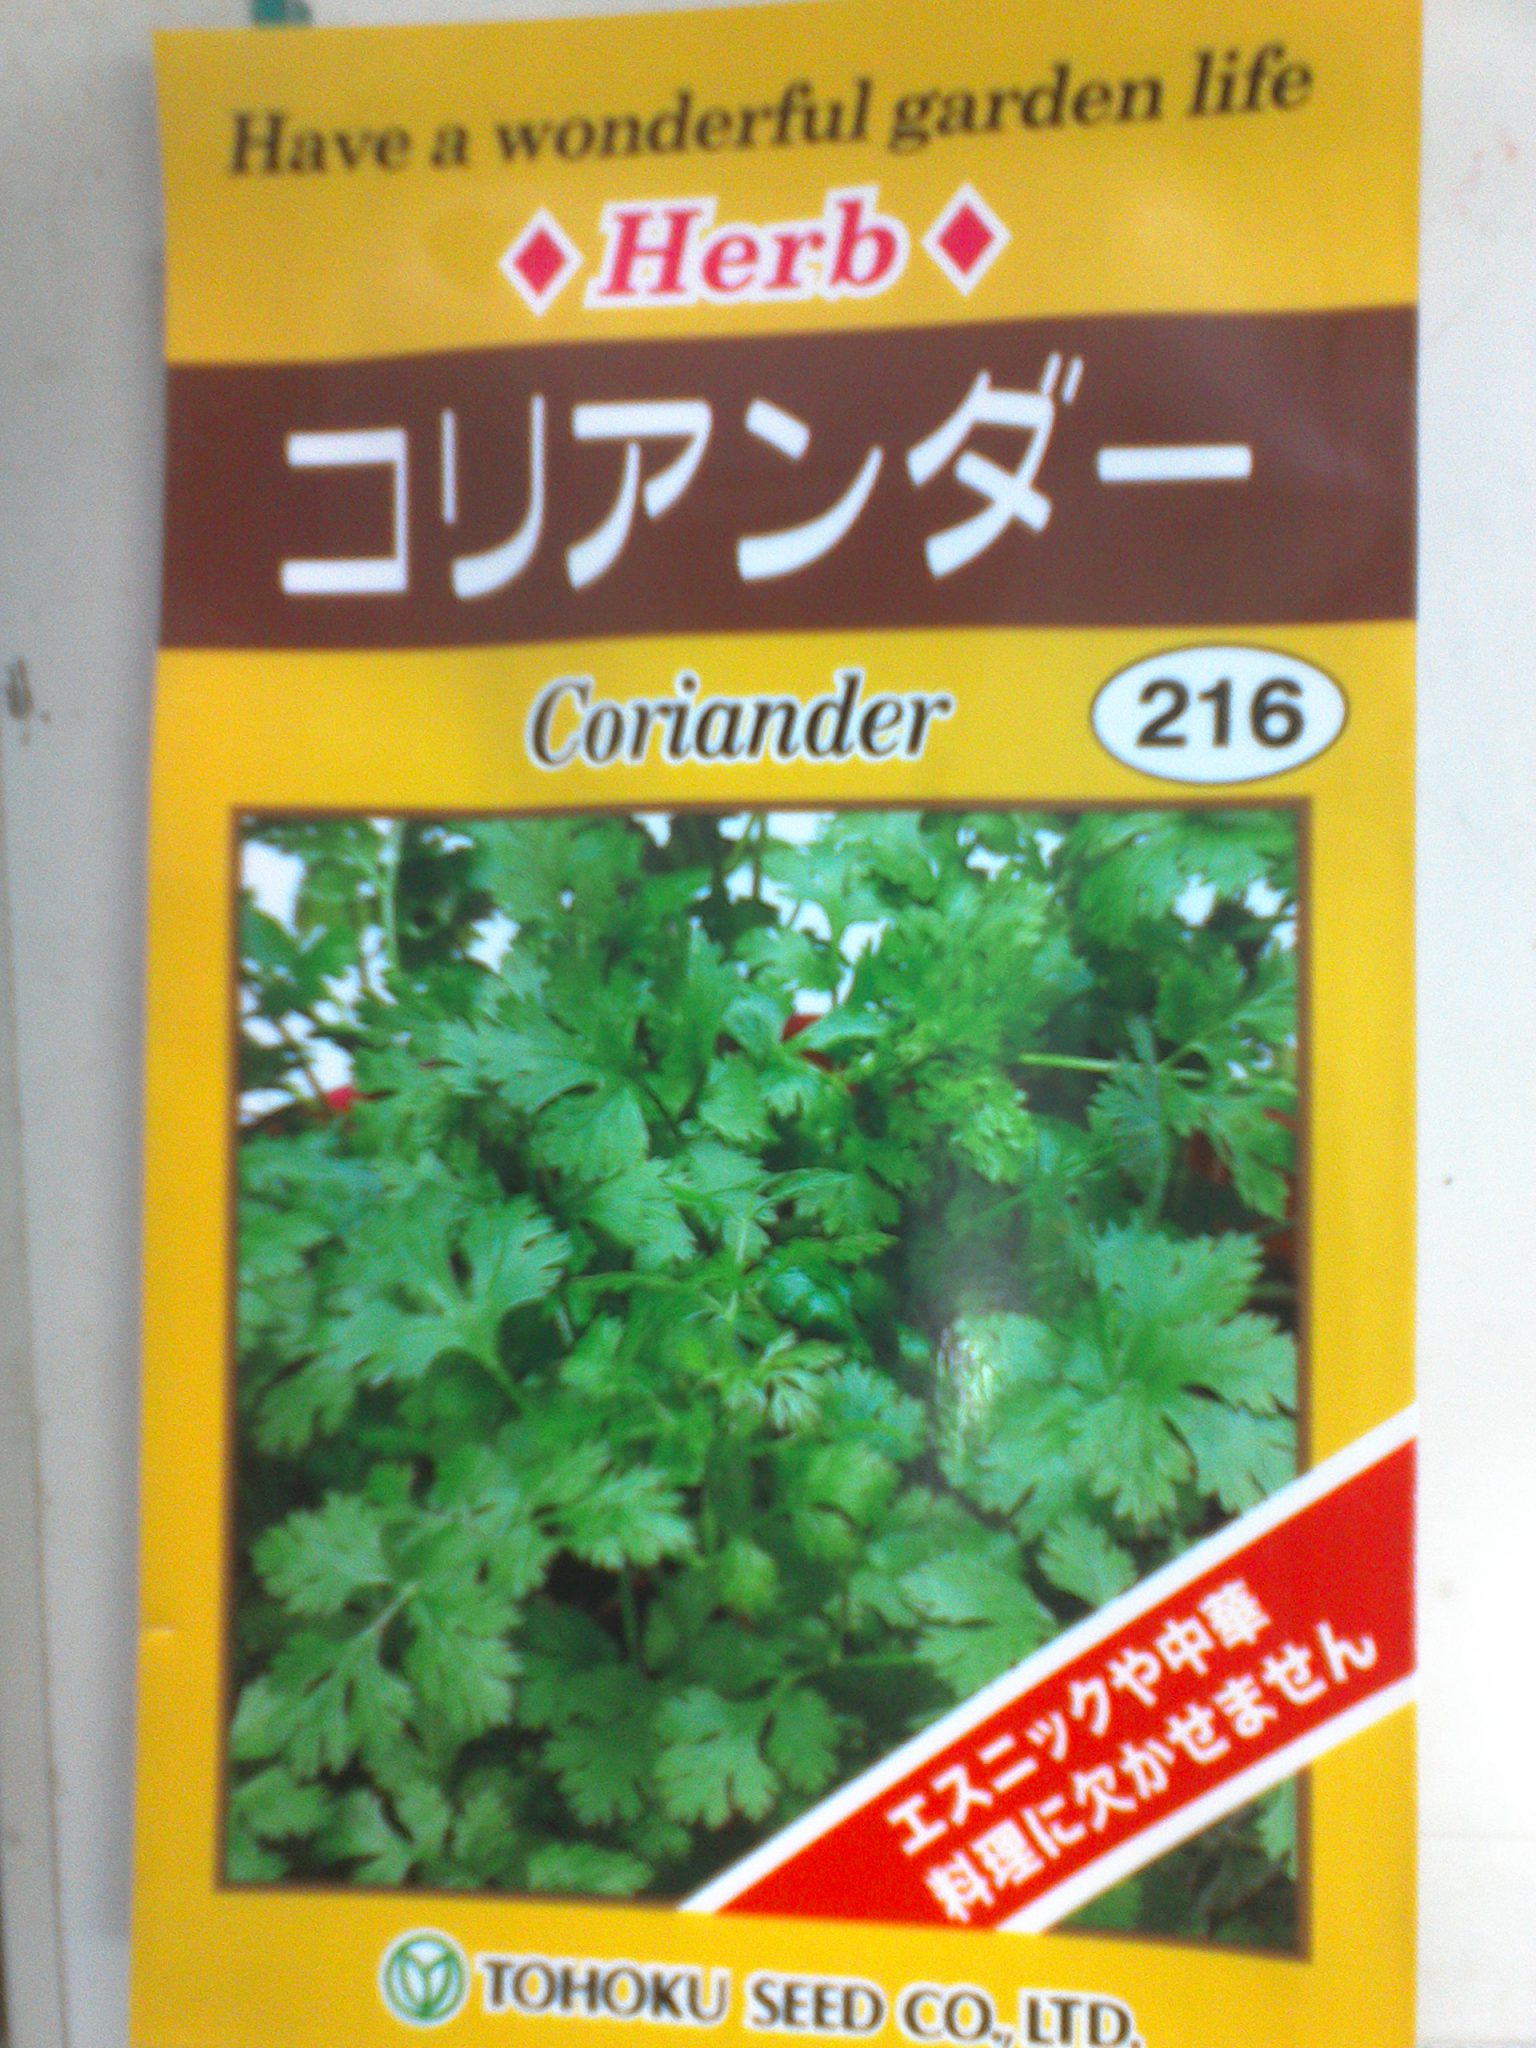 Have a wonderful garden life
Herb
コリアンダー
Coriander
216
エスニックや中華
料理に欠かせません
TOHOKU SEED CO., LTD.